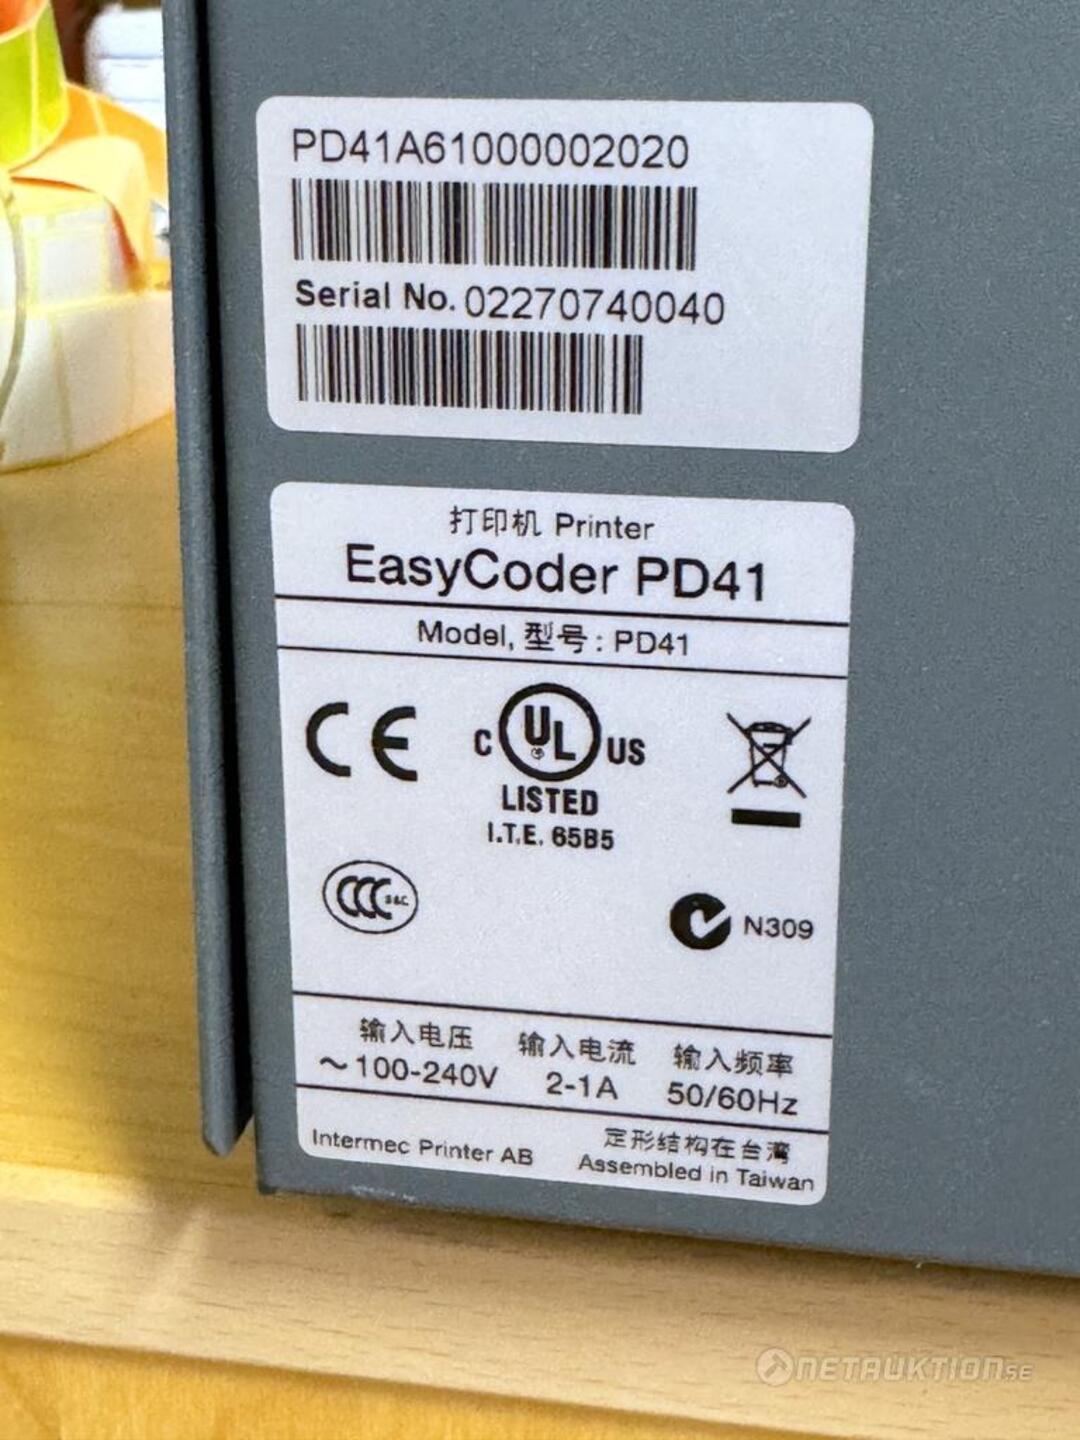 PD41A61000002020
Serial No. 02270740040
打印机 Printer
EasyCoder PD41
Model, 型号: PD41
CE
C UL US
LISTED
I.T.E. 65B5
CCC S&E
N309
输入电压 输入电流 输入频率
~100-240V 2-1A 50/60Hz
Intermec Printer AB
定形结构在台湾
Assembled in Taiwan
NETAUKTION.SE